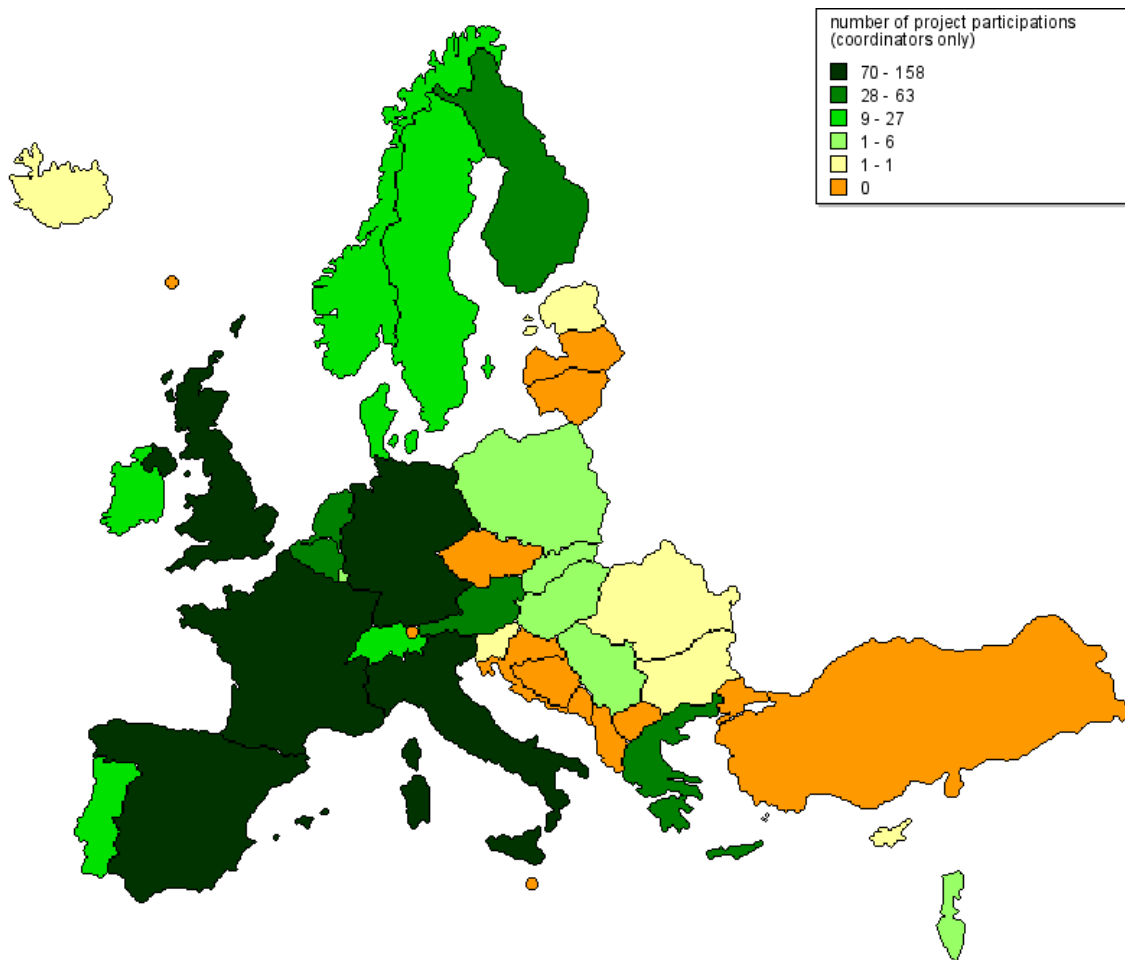 number of project participations
(coordinators only)
70 - 158
28 - 63
9 - 27
1 - 6
1 - 1
0